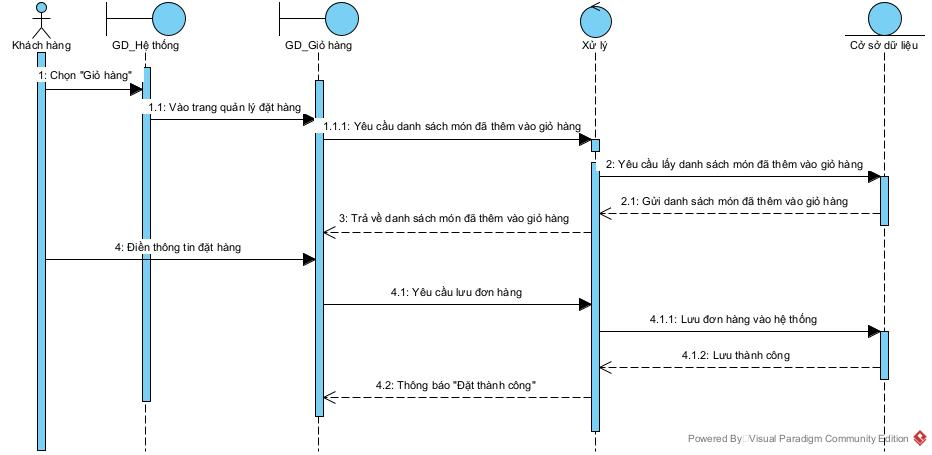 Khách hàng
GD_Hệ thống
GD_Giỏ hàng
Xử lý
Cở sở dữ liệu
1: Chọn "Giỏ hàng"
1.1: Vào trang quản lý đặt hàng
1.1.1: Yêu cầu danh sách món đã thêm vào giỏ hàng
2: Yêu cầu lấy danh sách món đã thêm vào giỏ hàng
2.1: Gửi danh sách món đã thêm vào giỏ hàng
3: Trả về danh sách món đã thêm vào giỏ hàng
4: Điền thông tin đặt hàng
4.1: Yêu cầu lưu đơn hàng
4.1.1: Lưu đơn hàng vào hệ thống
4.1.2: Lưu thành công
4.2: Thông báo "Đặt thành công"
Powered By Visual Paradigm Community Edition